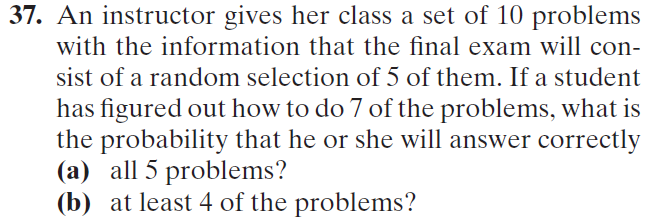 37. An instructor gives her class a set of 10 problems
with the information that the final exam will con-
sist of a random selection of 5 of them. If a student
has figured out how to do 7 of the problems, what is
the probability that he or she will answer correctly
(a) all 5 problems?
(b) at least 4 of the problems?